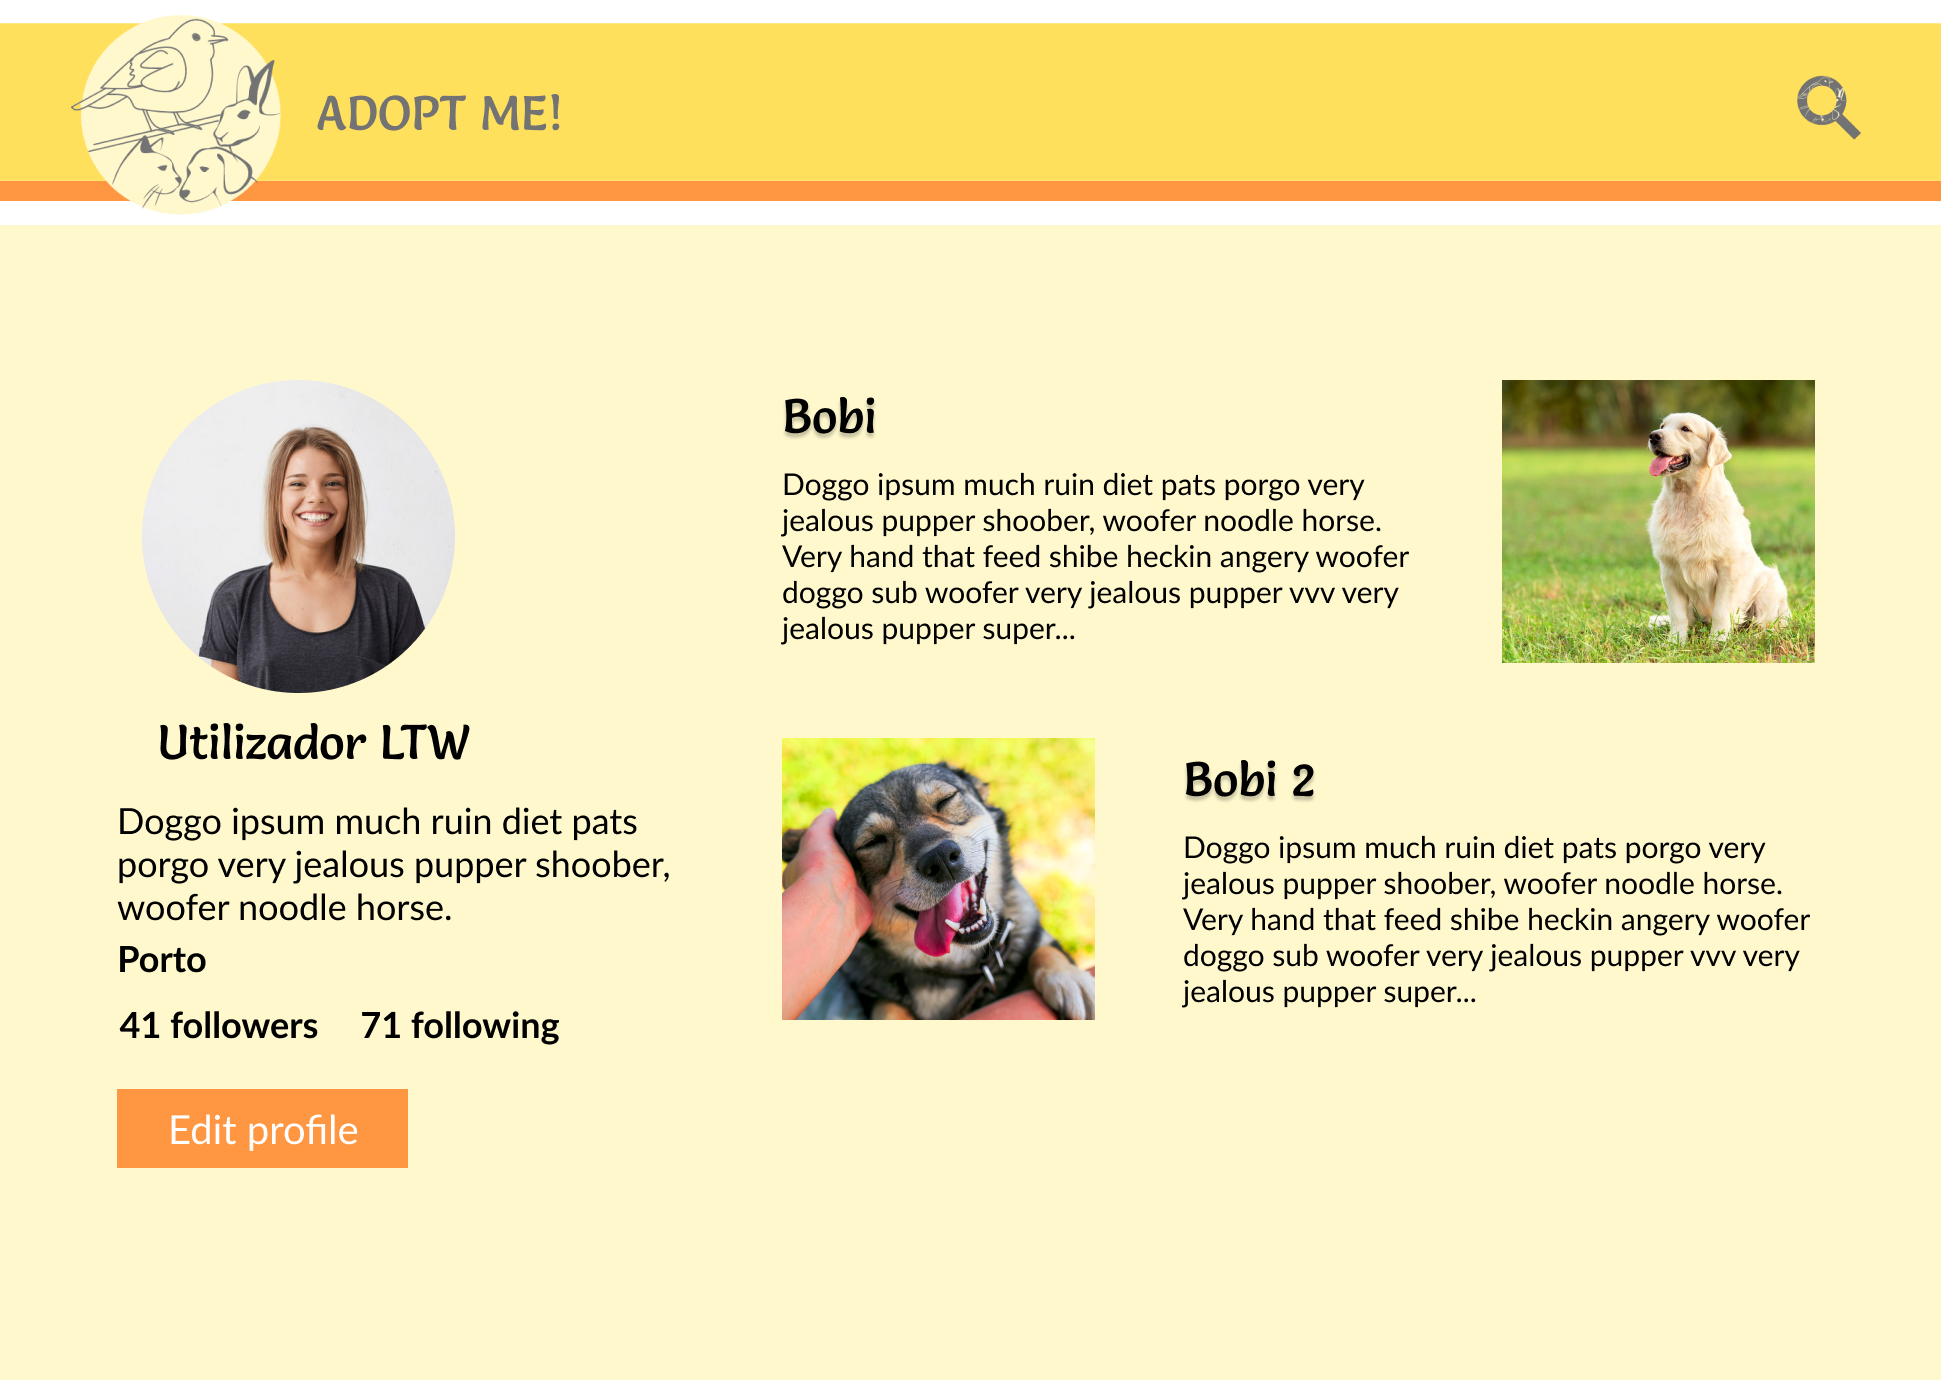 ADOPT ME!
Utilizador LTW
Doggo ipsum much ruin diet pats
porgo very jealous pupper shoober,
woofer noodle horse.
Porto
41 followers 71 following
Edit profile
Bobi
Doggo ipsum much ruin diet pats porgo very
jealous pupper shoober, woofer noodle horse.
Very hand that feed shibe heckin angery woofer
doggo sub woofer very jealous pupper vvv very
jealous pupper super...
Bobi 2
Doggo ipsum much ruin diet pats porgo very
jealous pupper shoober, woofer noodle horse.
Very hand that feed shibe heckin angery woofer
doggo sub woofer very jealous pupper vvv very
jealous pupper super...